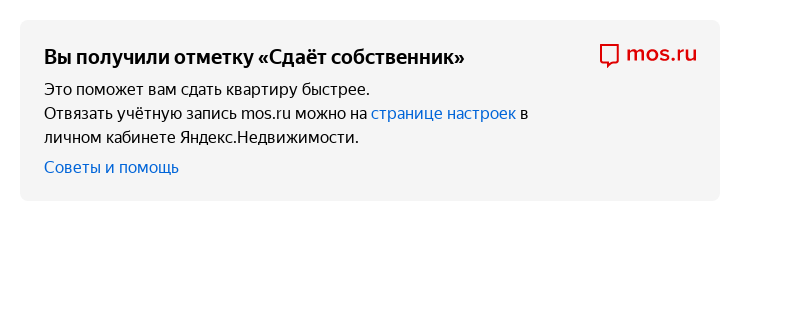 Вы получили отметку «Сдаёт собственник»
mos.ru
Это поможет вам сдать квартиру быстрее.
Отвязать учётную запись mos.ru можно на странице настроек в
личном кабинете Яндекс.Недвижимости.
Советы и помощь